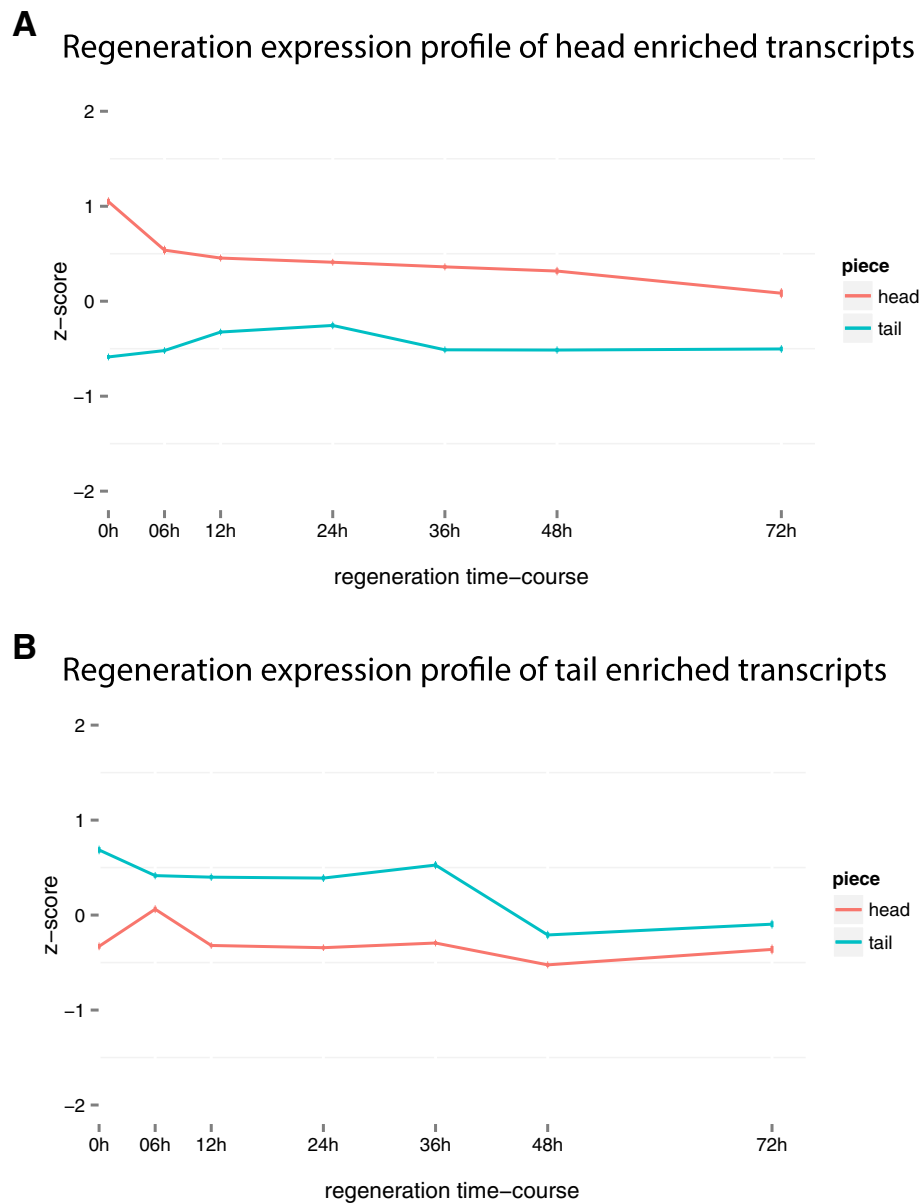 A
Regeneration expression profile of head enriched transcripts
2
1
0
−1
−2
z−score
0h 06h 12h 24h 36h 48h 72h
regeneration time−course
piece
head
tail
B
Regeneration expression profile of tail enriched transcripts
2
1
0
−1
−2
z−score
0h 06h 12h 24h 36h 48h 72h
regeneration time−course
piece
head
tail